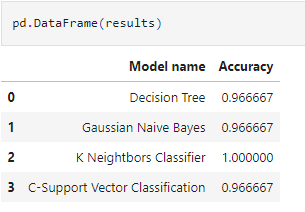 pd.DataFrame(results)
Model name Accuracy
0 Decision Tree 0.966667
1 Gaussian Naive Bayes 0.966667
2 K Neightbors Classifier 1.000000
3 C-Support Vector Classification 0.966667